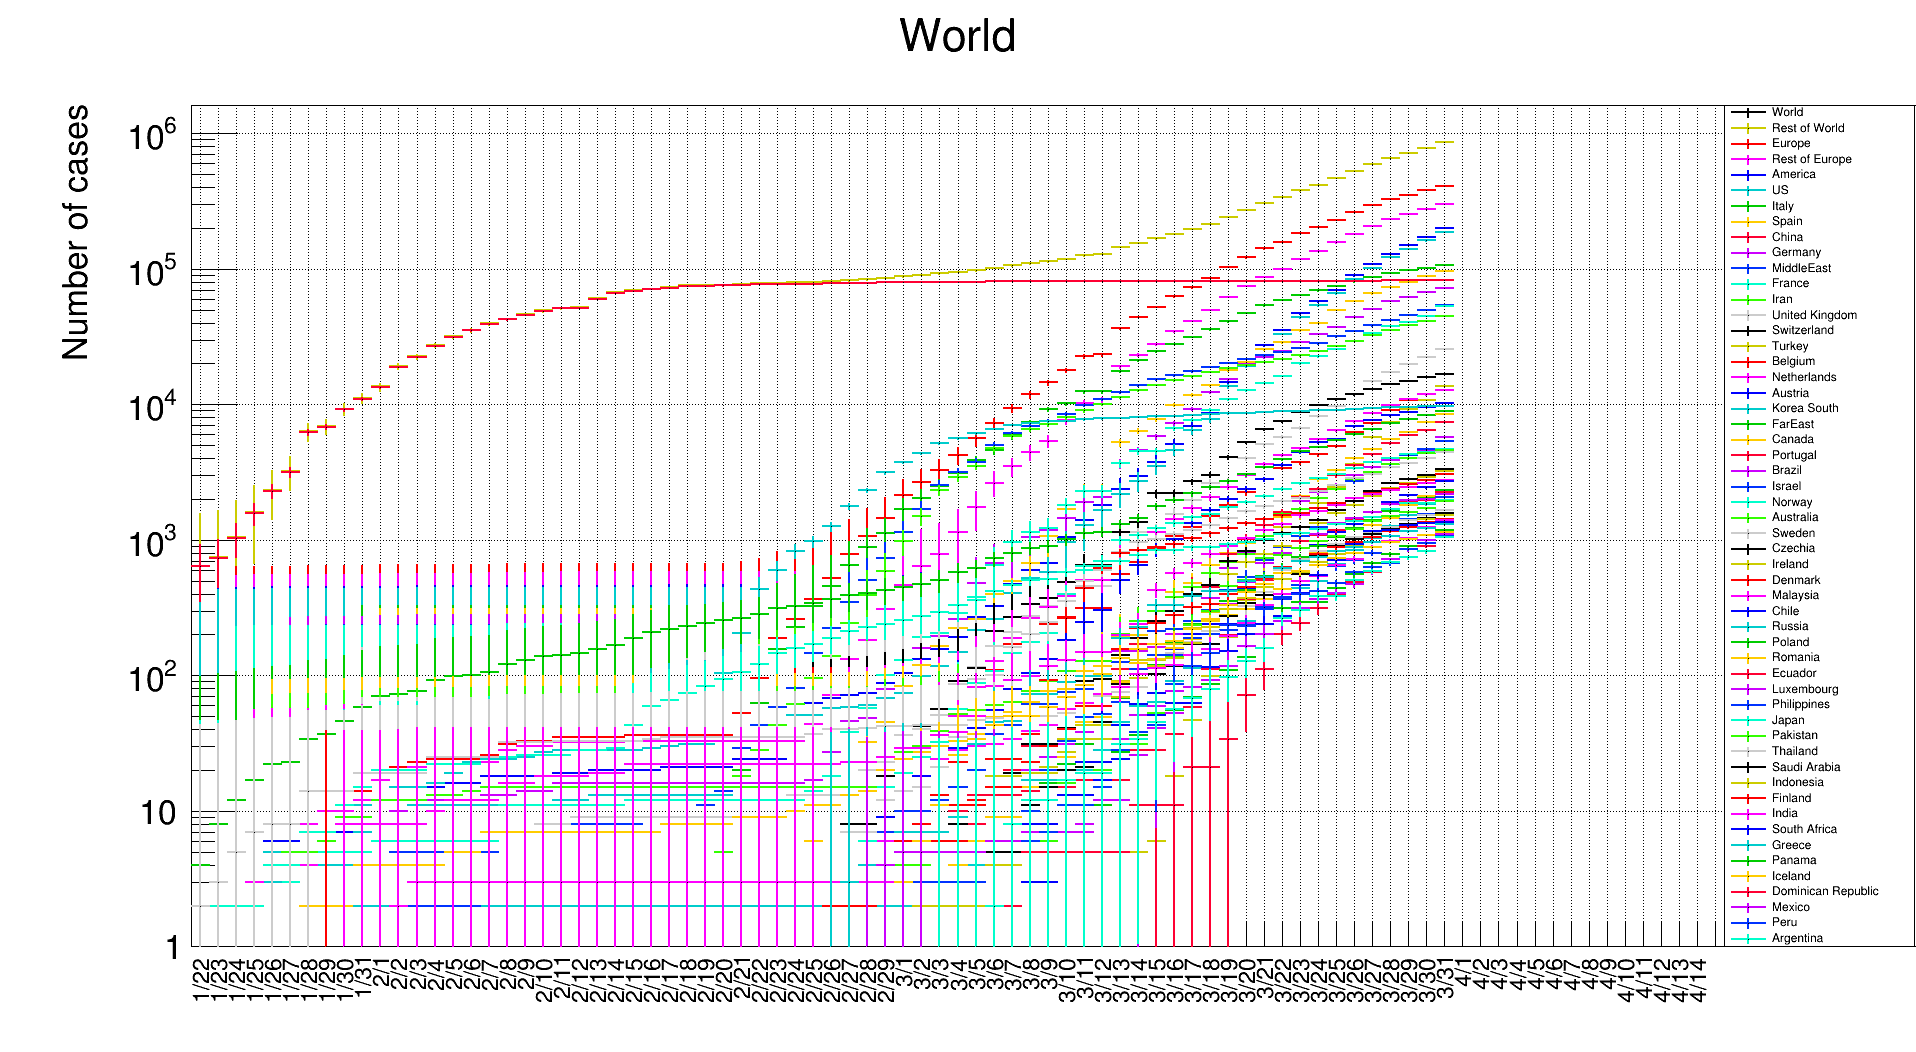 World
Number of cases
10^6
10^5
10^4
10^3
10^2
10
1
1/22 1/23 1/24 1/25 1/26 1/27 1/28 1/29 1/30 1/31 2/1 2/2 2/3 2/4 2/5 2/6 2/7 2/8 2/9 2/10 2/11 2/12 2/13 2/14 2/15 2/16 2/17 2/18 2/19 2/20 2/21 2/22 2/23 2/24 2/25 2/26 2/27 2/28 2/29 3/1 3/2 3/3 3/4 3/5 3/6 3/7 3/8 3/9 3/10 3/11 3/12 3/13 3/14 3/15 3/16 3/17 3/18 3/19 3/20 3/21 3/22 3/23 3/24 3/25 3/26 3/27 3/28 3/29 3/30 3/31 4/1 4/2 4/3 4/4 4/5 4/6 4/7 4/8 4/9 4/10 4/11 4/12 4/13 4/14
World
Rest of World
Europe
Rest of Europe
America
US
Italy
Spain
China
Germany
MiddleEast
France
Iran
United Kingdom
Switzerland
Turkey
Belgium
Netherlands
Austria
Korea South
FarEast
Canada
Portugal
Brazil
Israel
Norway
Australia
Sweden
Czechia
Ireland
Denmark
Malaysia
Chile
Russia
Poland
Romania
Ecuador
Luxembourg
Philippines
Japan
Pakistan
Thailand
Saudi Arabia
Indonesia
Finland
India
South Africa
Greece
Panama
Iceland
Dominican Republic
Mexico
Peru
Argentina